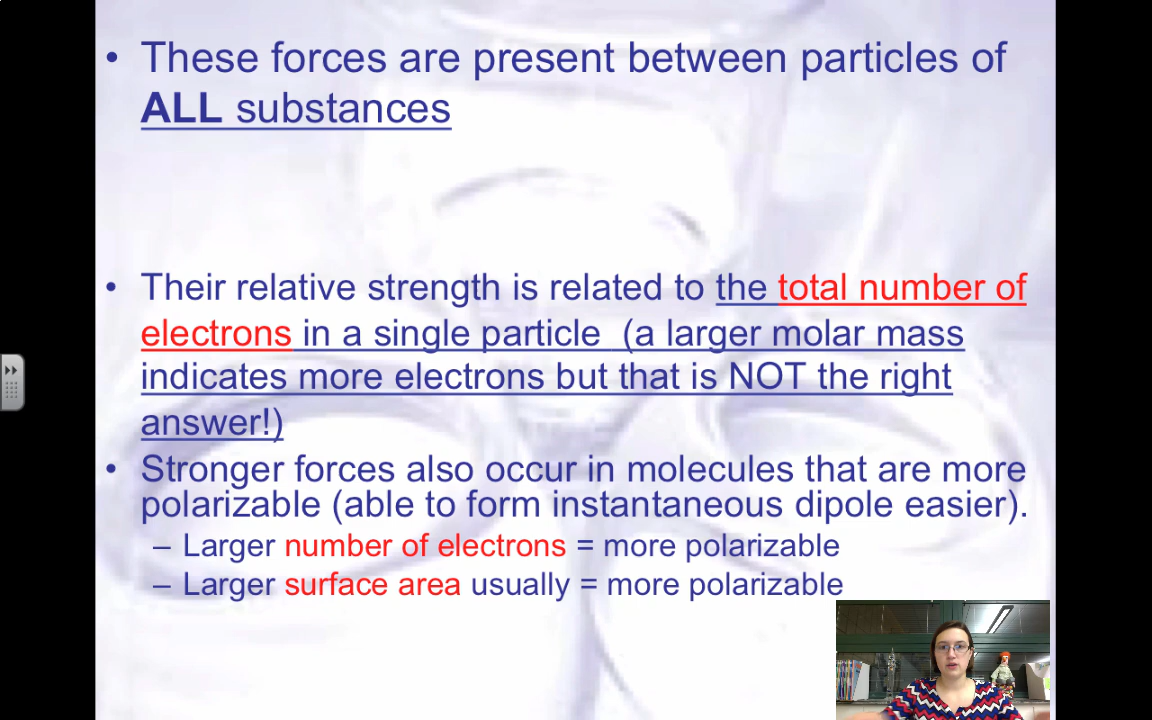 • These forces are present between particles of
ALL substances
• Their relative strength is related to the total number of
electrons in a single particle  (a larger molar mass
indicates more electrons but that is NOT the right
answer!)
• Stronger forces also occur in molecules that are more
polarizable (able to form instantaneous dipole easier).
– Larger number of electrons = more polarizable
– Larger surface area usually = more polarizable